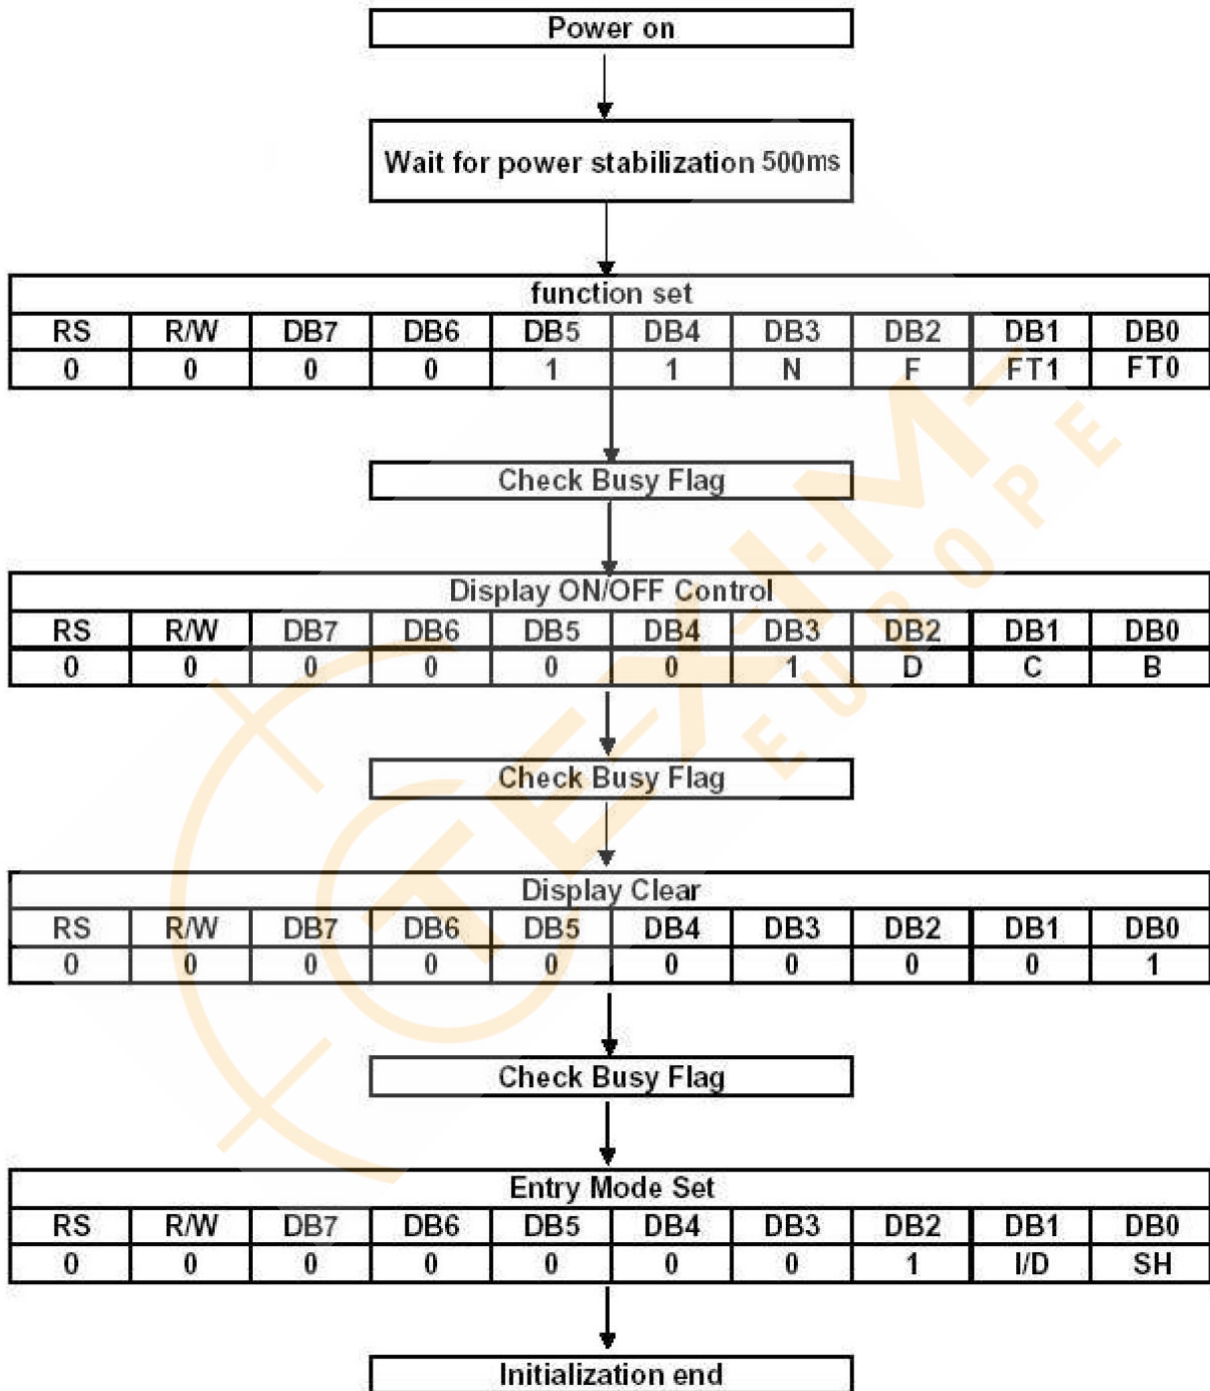 Power on
Wait for power stabilization 500ms
function set
RS R/W DB7 DB6 DB5 DB4 DB3 DB2 DB1 DB0
0 0 0 0 1 1 N F FT1 FT0
Check Busy Flag
Display ON/OFF Control
RS R/W DB7 DB6 DB5 DB4 DB3 DB2 DB1 DB0
0 0 0 0 0 0 1 D C B
Check Busy Flag
Display Clear
RS R/W DB7 DB6 DB5 DB4 DB3 DB2 DB1 DB0
0 0 0 0 0 0 0 0 0 1
Check Busy Flag
Entry Mode Set
RS R/W DB7 DB6 DB5 DB4 DB3 DB2 DB1 DB0
0 0 0 0 0 0 0 1 I/D SH
Initialization end
TEXIM
EUROPE